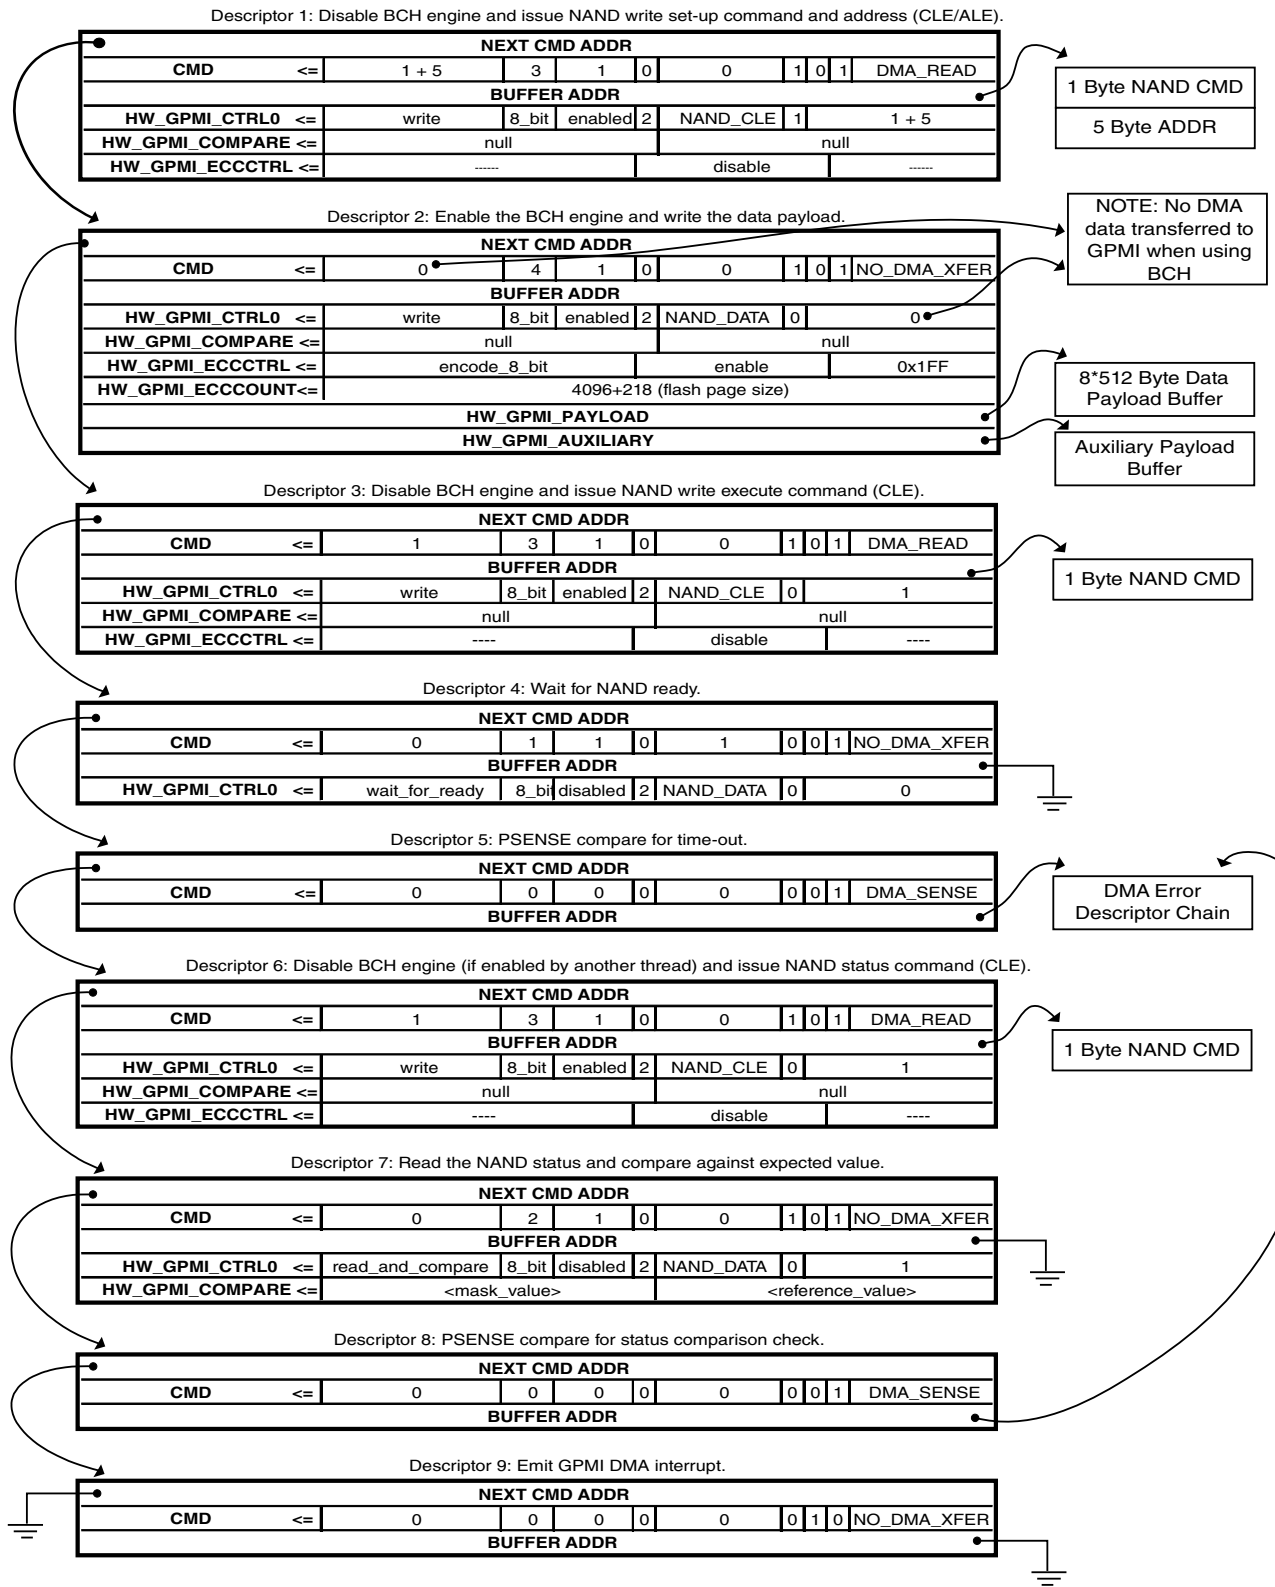 Descriptor 1: Disable BCH engine and issue NAND write set-up command and address (CLE/ALE).
NEXT CMD ADDR
CMD <= 1 + 5 3 1 0 0 1 0 1 DMA_READ
BUFFER ADDR
HW_GPMI_CTRL0 <= write 8_bit enabled 2 NAND_CLE 1 1 + 5
HW_GPMI_COMPARE <= null null
HW_GPMI_ECCCTRL <= ------ disable ------
1 Byte NAND CMD
5 Byte ADDR
Descriptor 2: Enable the BCH engine and write the data payload.
NEXT CMD ADDR
CMD <= 0 4 1 0 0 1 0 1 NO_DMA_XFER
BUFFER ADDR
HW_GPMI_CTRL0 <= write 8_bit enabled 2 NAND_DATA 0 0
HW_GPMI_COMPARE <= null null
HW_GPMI_ECCCTRL <= encode_8_bit enable 0x1FF
HW_GPMI_ECCCOUNT<= 4096+218 (flash page size)
HW_GPMI_PAYLOAD
HW_GPMI_AUXILIARY
NOTE: No DMA
data transferred to
GPMI when using
BCH
8*512 Byte Data
Payload Buffer
Auxiliary Payload
Buffer
Descriptor 3: Disable BCH engine and issue NAND write execute command (CLE).
NEXT CMD ADDR
CMD <= 1 3 1 0 0 1 0 1 DMA_READ
BUFFER ADDR
HW_GPMI_CTRL0 <= write 8_bit enabled 2 NAND_CLE 0 1
HW_GPMI_COMPARE <= null null
HW_GPMI_ECCCTRL <= ---- disable ----
1 Byte NAND CMD
Descriptor 4: Wait for NAND ready.
NEXT CMD ADDR
CMD <= 0 1 1 0 1 0 0 1 NO_DMA_XFER
BUFFER ADDR
HW_GPMI_CTRL0 <= wait_for_ready 8_bit disabled 2 NAND_DATA 0 0
Descriptor 5: PSENSE compare for time-out.
NEXT CMD ADDR
CMD <= 0 0 0 0 0 0 0 1 DMA_SENSE
BUFFER ADDR
DMA Error
Descriptor Chain
Descriptor 6: Disable BCH engine (if enabled by another thread) and issue NAND status command (CLE).
NEXT CMD ADDR
CMD <= 1 3 1 0 0 1 0 1 DMA_READ
BUFFER ADDR
HW_GPMI_CTRL0 <= write 8_bit enabled 2 NAND_CLE 0 1
HW_GPMI_COMPARE <= null null
HW_GPMI_ECCCTRL <= ---- disable ----
1 Byte NAND CMD
Descriptor 7: Read the NAND status and compare against expected value.
NEXT CMD ADDR
CMD <= 0 2 1 0 0 1 0 1 NO_DMA_XFER
BUFFER ADDR
HW_GPMI_CTRL0 <= read_and_compare 8_bit disabled 2 NAND_DATA 0 1
HW_GPMI_COMPARE <= <mask_value> <reference_value>
Descriptor 8: PSENSE compare for status comparison check.
NEXT CMD ADDR
CMD <= 0 0 0 0 0 0 0 1 DMA_SENSE
BUFFER ADDR
Descriptor 9: Emit GPMI DMA interrupt.
NEXT CMD ADDR
CMD <= 0 0 0 0 0 0 1 0 NO_DMA_XFER
BUFFER ADDR